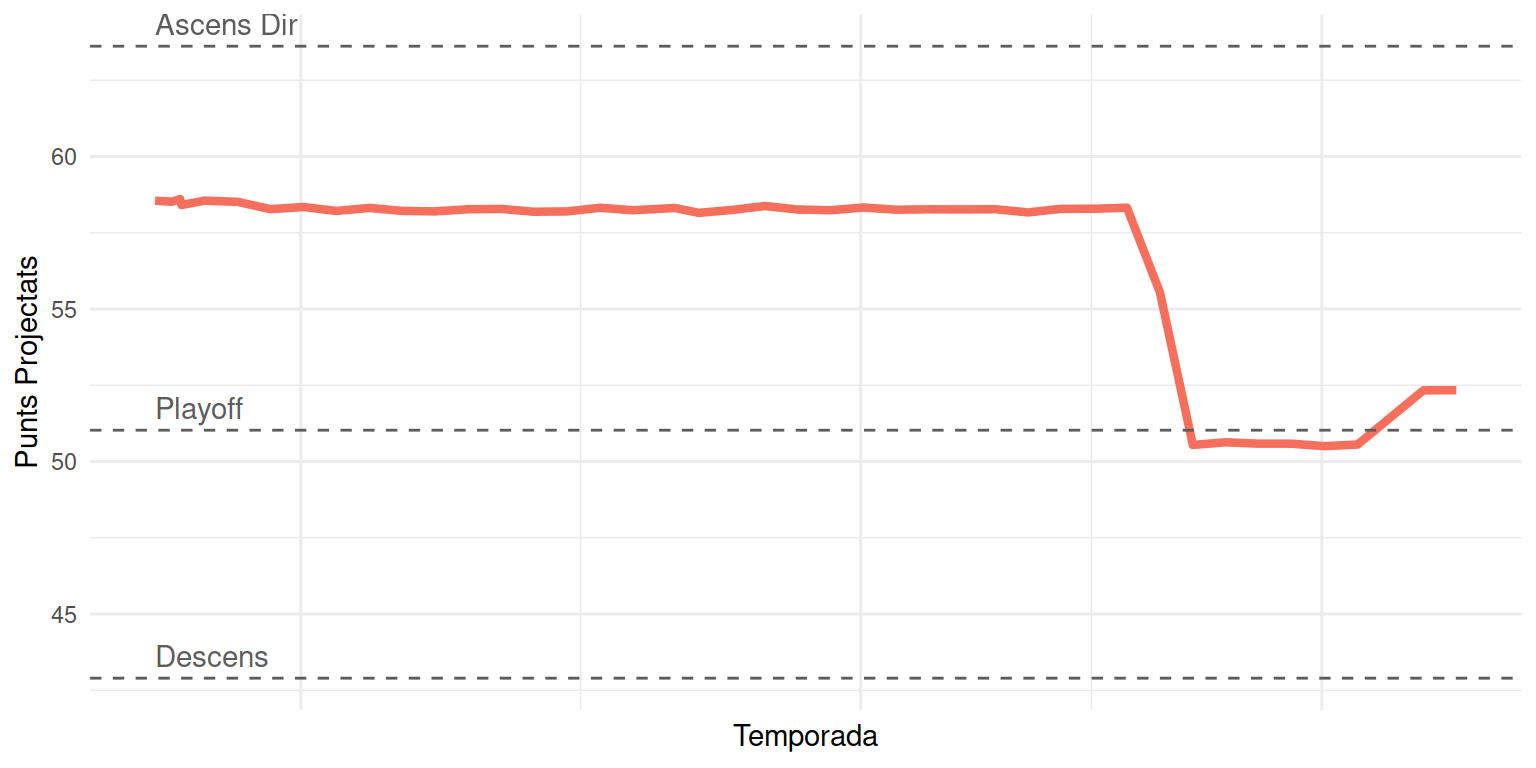 Ascens Dir
60
55
Playoff
50
45
Descens
Punts Projectats
Temporada